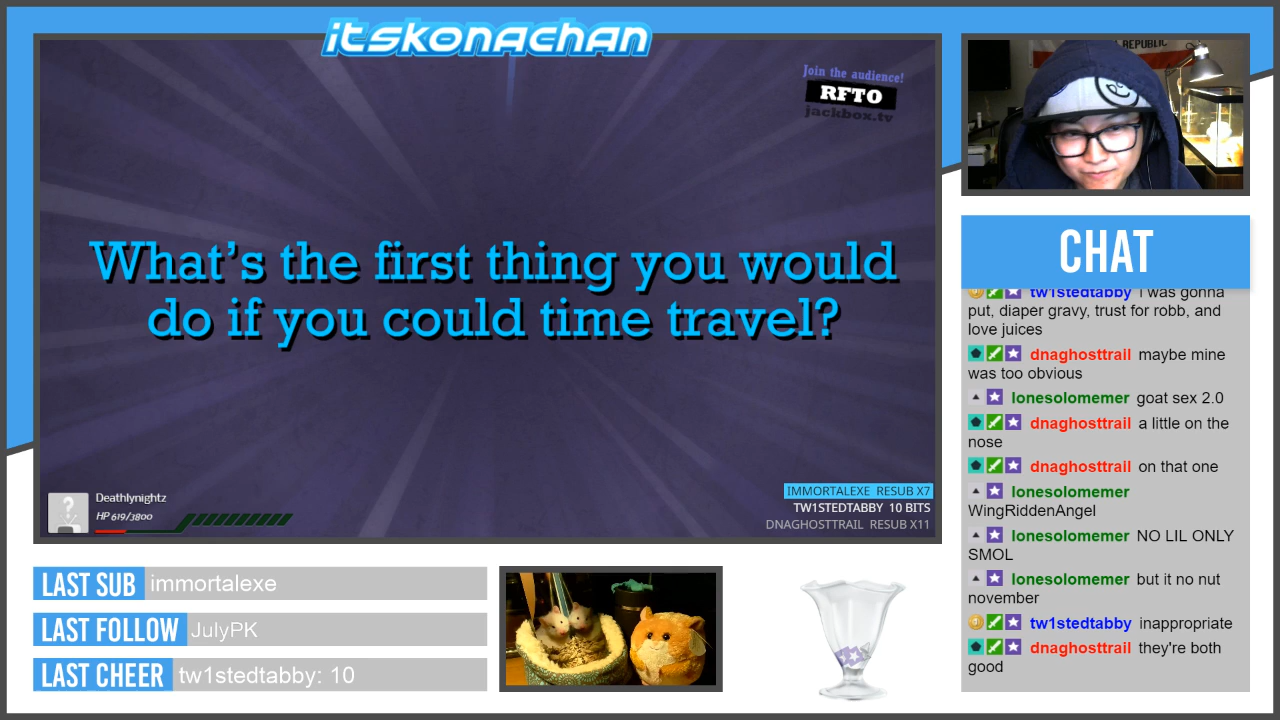 itskonachan
Join the audience!
RFTO
jackbox.tv
What's the first thing you would
do if you could time travel?
Deathlynightz
HP 619/3800
IMMORTALEXE RESUB X7
TW1STEDTABBY 10 BITS
DNAGHOSTTRAIL RESUB X11
LAST SUB immortalexe
LAST FOLLOW JulyPK
LAST CHEER tw1stedtabby: 10
REPUBLIC
CHAT
tw1stedtabby i was gonna
put, diaper gravy, trust for robb, and
love juices
dnaghosttrail maybe mine
was too obvious
lonesolomemer goat sex 2.0
dnaghosttrail a little on the
nose
dnaghosttrail on that one
lonesolomemer
WingRiddenAngel
lonesolomemer NO LIL ONLY
SMOL
lonesolomemer but it no nut
november
tw1stedtabby inappropriate
dnaghosttrail they're both
good